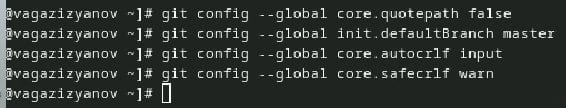 @vagazizyanov ~]# git config --global core.quotepath false
@vagazizyanov ~]# git config --global init.defaultBranch master
@vagazizyanov ~]# git config --global core.autocrlf input
@vagazizyanov ~]# git config --global core.safecrlf warn
@vagazizyanov ~]#